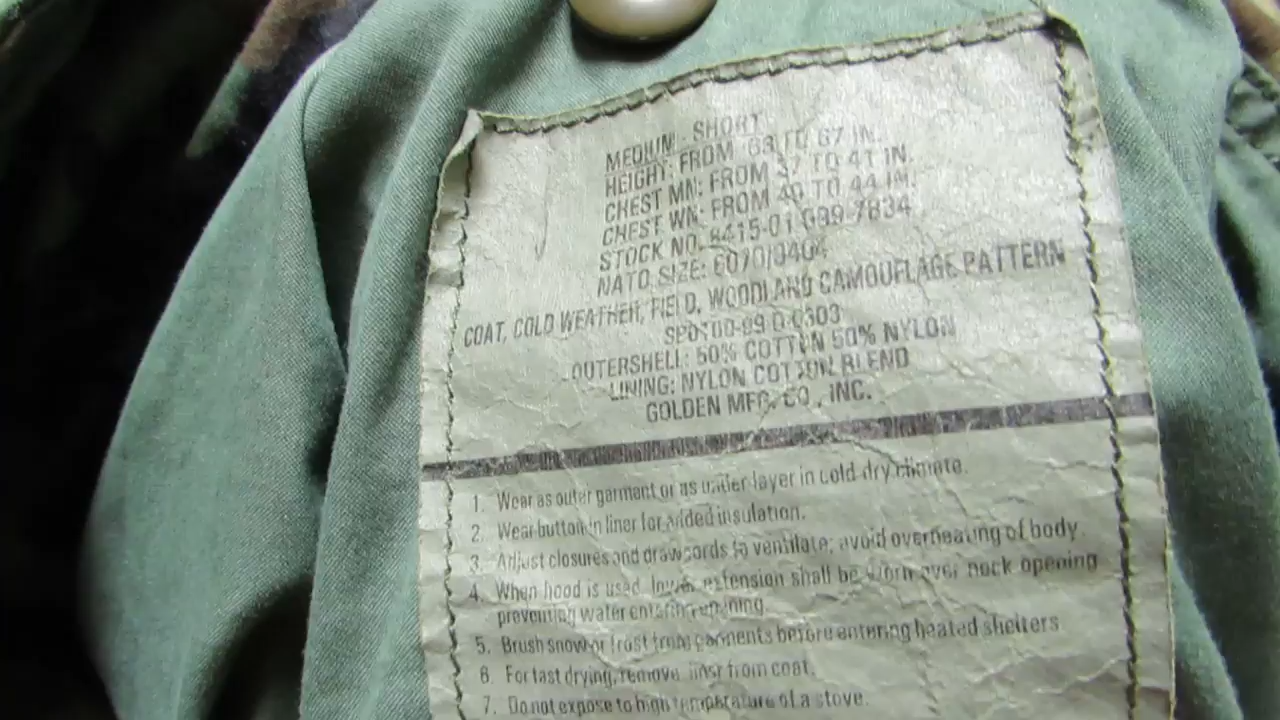 MEDIUM - SHORT
HEIGHT: FROM 63 TO 67 IN.
CHEST MN: FROM 37 TO 41 IN.
CHEST WN: FROM 40 TO 44 IN.
STOCK NO. 8415-01-099-7834
NATO SIZE: 6070/9404
COAT, COLD WEATHER, FIELD, WOODLAND CAMOUFLAGE PATTERN
SP0100-99-D-0303
OUTERSHELL: 50% COTTON 50% NYLON
LINING: NYLON COTTON BLEND
GOLDEN MFG. CO., INC.
1. Wear as outer garment or as under-layer in cold-dry climate.
2. Wear button-in liner for added insulation.
3. Adjust closures and drawcords to ventilate; avoid overheating of body.
4. When hood is used, lower extension shall be worn over neck opening
preventing water entering
5. Brush snow or frost from garments before entering heated shelters
6. For fast drying, remove liner from coat.
7. Do not expose to high temperature of a stove.